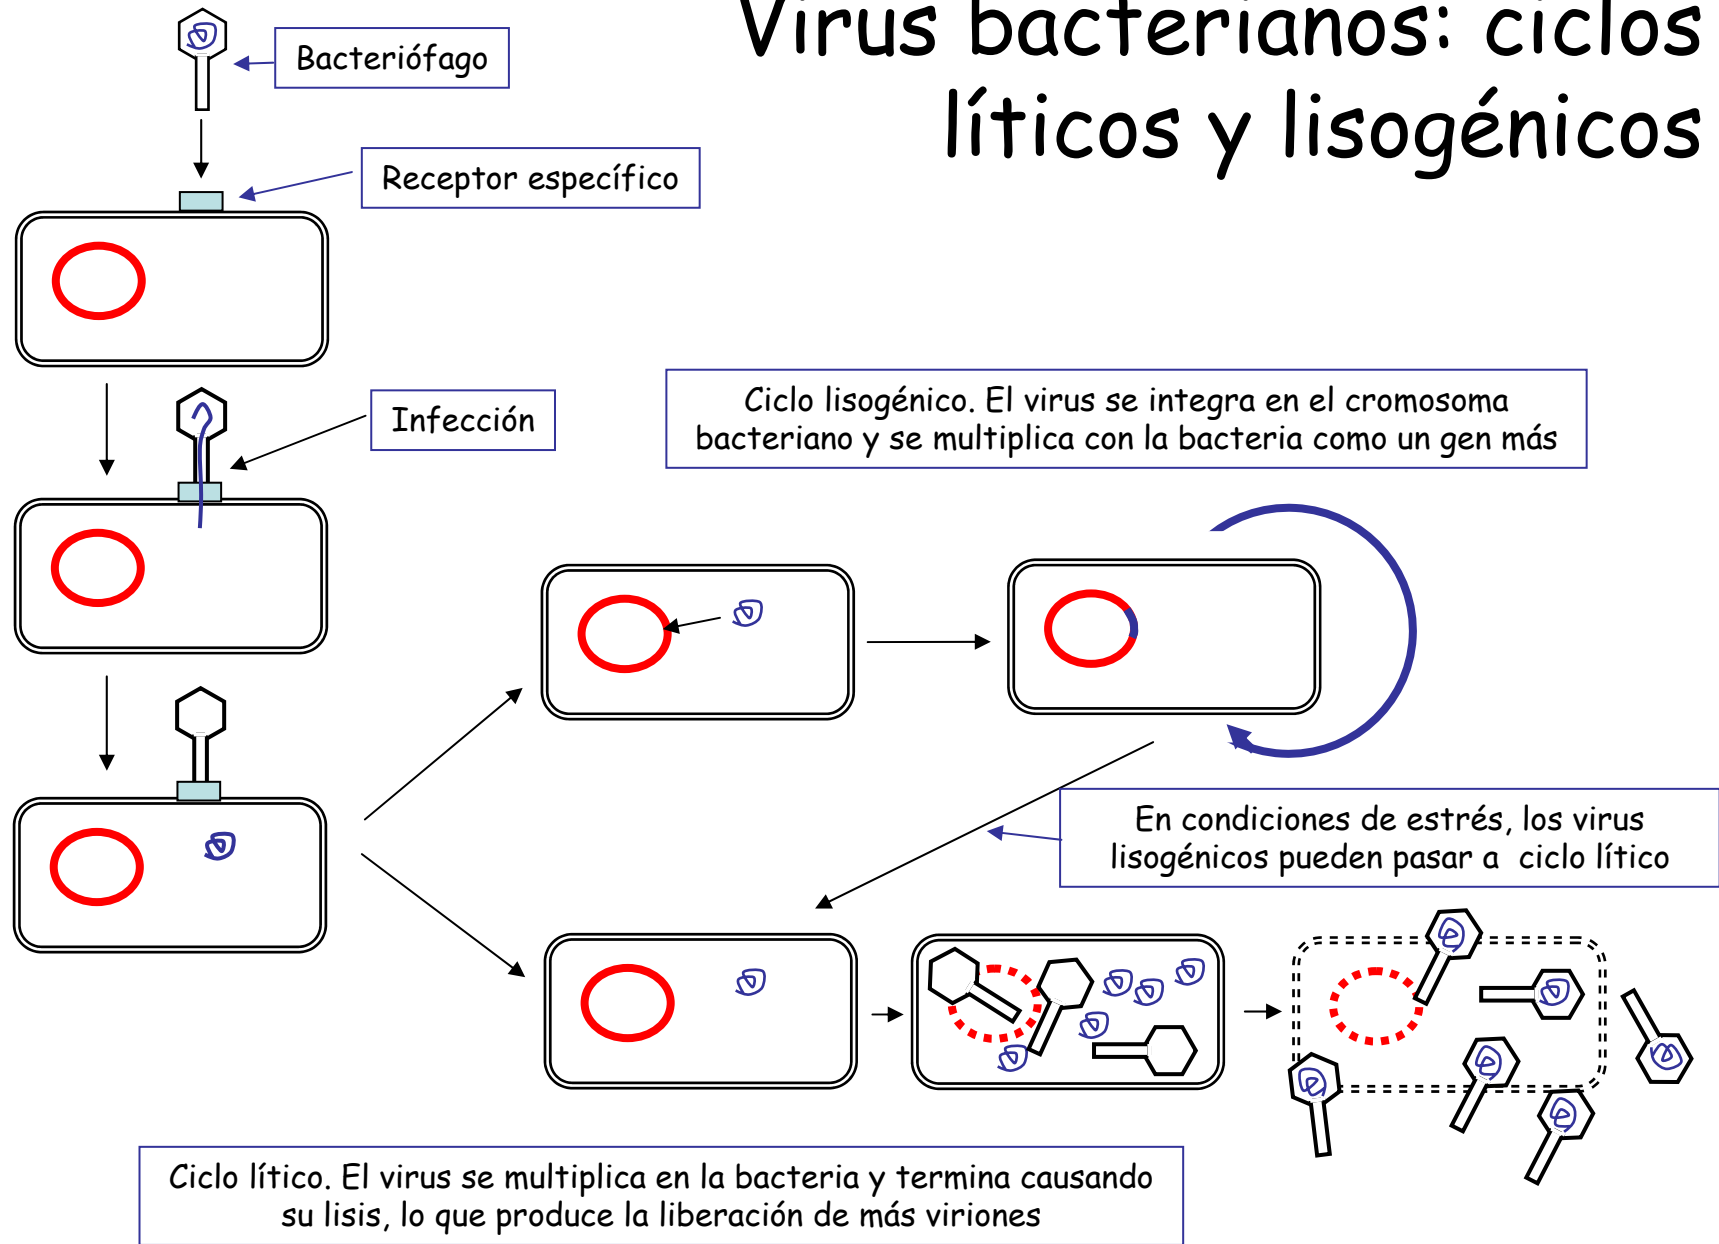 Virus bacterianos: ciclos
líticos y lisogénicos
Bacteriófago
Receptor específico
Infección
Ciclo lisogénico. El virus se integra en el cromosoma
bacteriano y se multiplica con la bacteria como un gen más
En condiciones de estrés, los virus
lisogénicos pueden pasar a ciclo lítico
Ciclo lítico. El virus se multiplica en la bacteria y termina causando
su lisis, lo que produce la liberación de más viriones